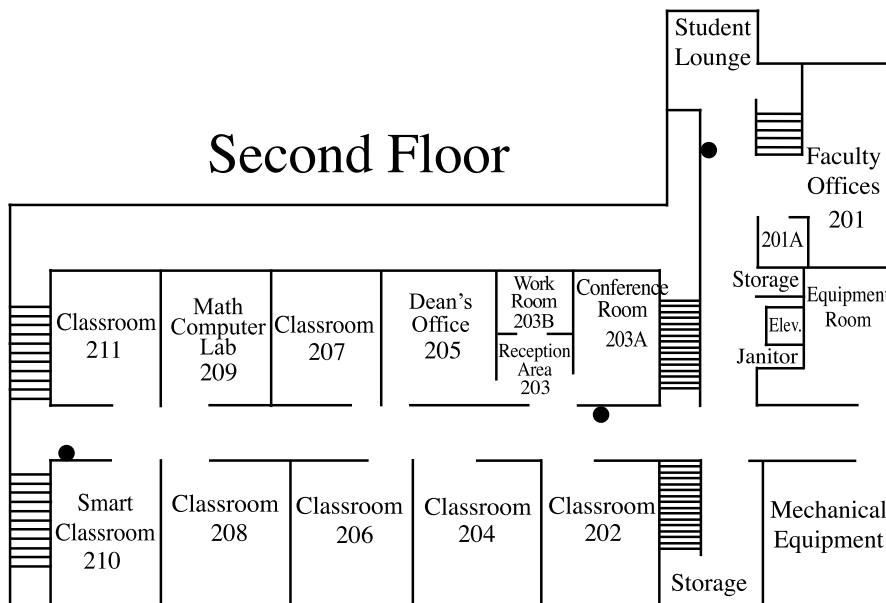 Student
Lounge
Second Floor
Faculty
Offices
201
201A
Storage
Equipment
Room
Elev.
Janitor
Classroom
211
Math
Computer
Lab
209
Classroom
207
Dean's
Office
205
Work
Room
203B
Reception
Area
203
Conference
Room
203A
Smart
Classroom
210
Classroom
208
Classroom
206
Classroom
204
Classroom
202
Storage
Mechanical
Equipment